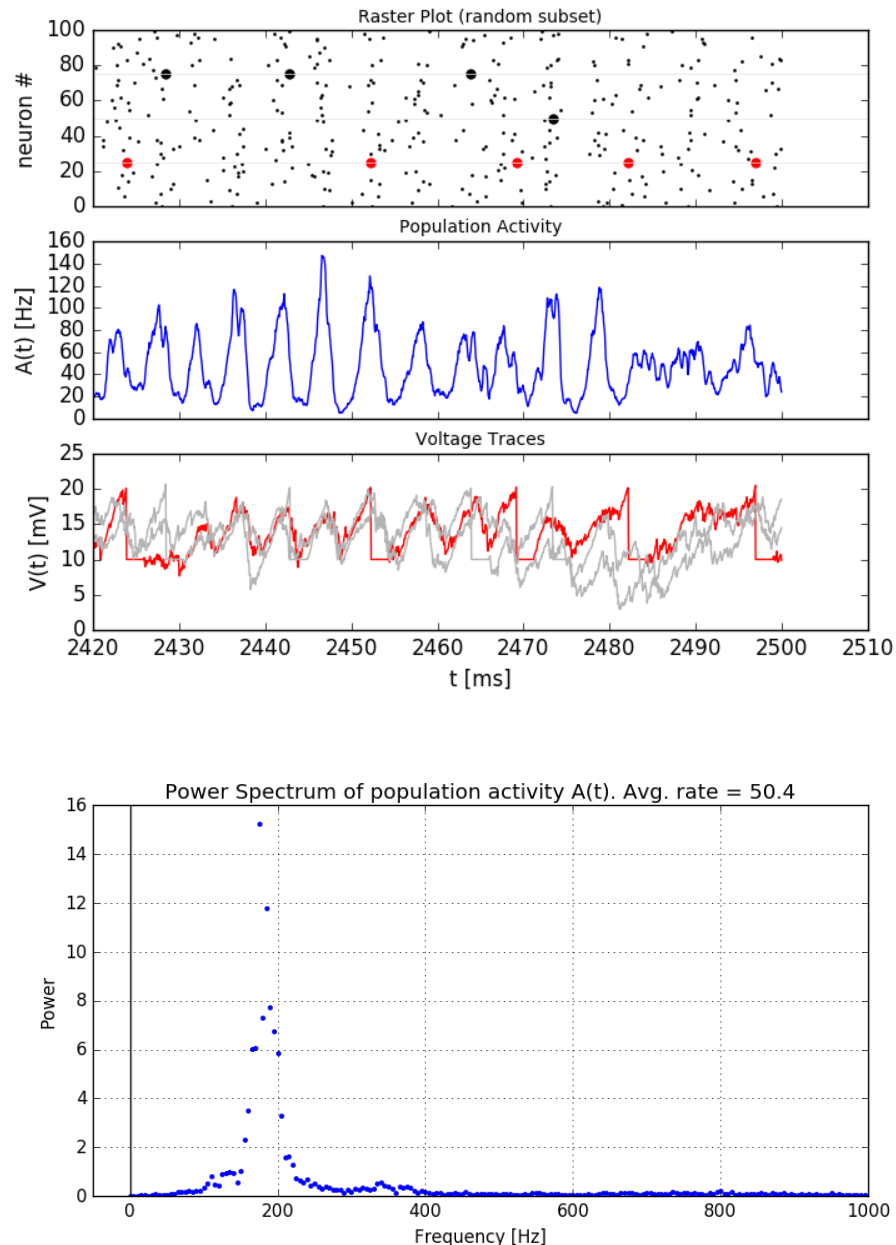 Raster Plot (random subset)
100
80
60
40
20
0
neuron #
Population Activity
160
140
120
100
80
60
40
20
0
A(t) [Hz]
Voltage Traces
25
20
15
10
5
0
V(t) [mV]
2420 2430 2440 2450 2460 2470 2480 2490 2500 2510
t [ms]
Power Spectrum of population activity A(t). Avg. rate = 50.4
16
14
12
10
8
6
4
2
0
Power
0 200 400 600 800 1000
Frequency [Hz]